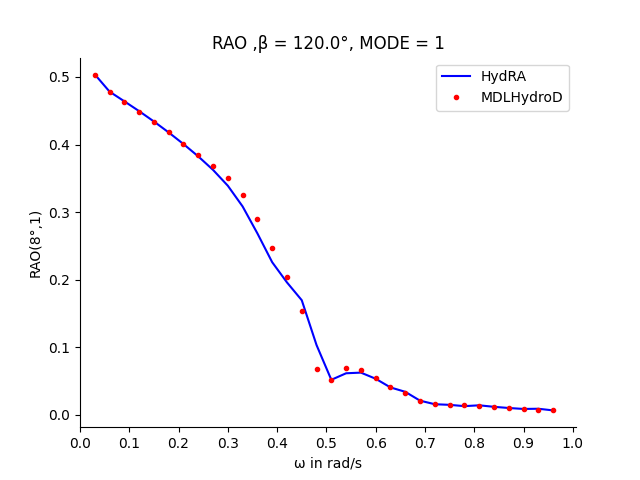 RAO ,β = 120.0°, MODE = 1
HydRA
MDLHydroD
RAO(8°,1)
0.5
0.4
0.3
0.2
0.1
0.0
0.0 0.1 0.2 0.3 0.4 0.5 0.6 0.7 0.8 0.9 1.0
ω in rad/s